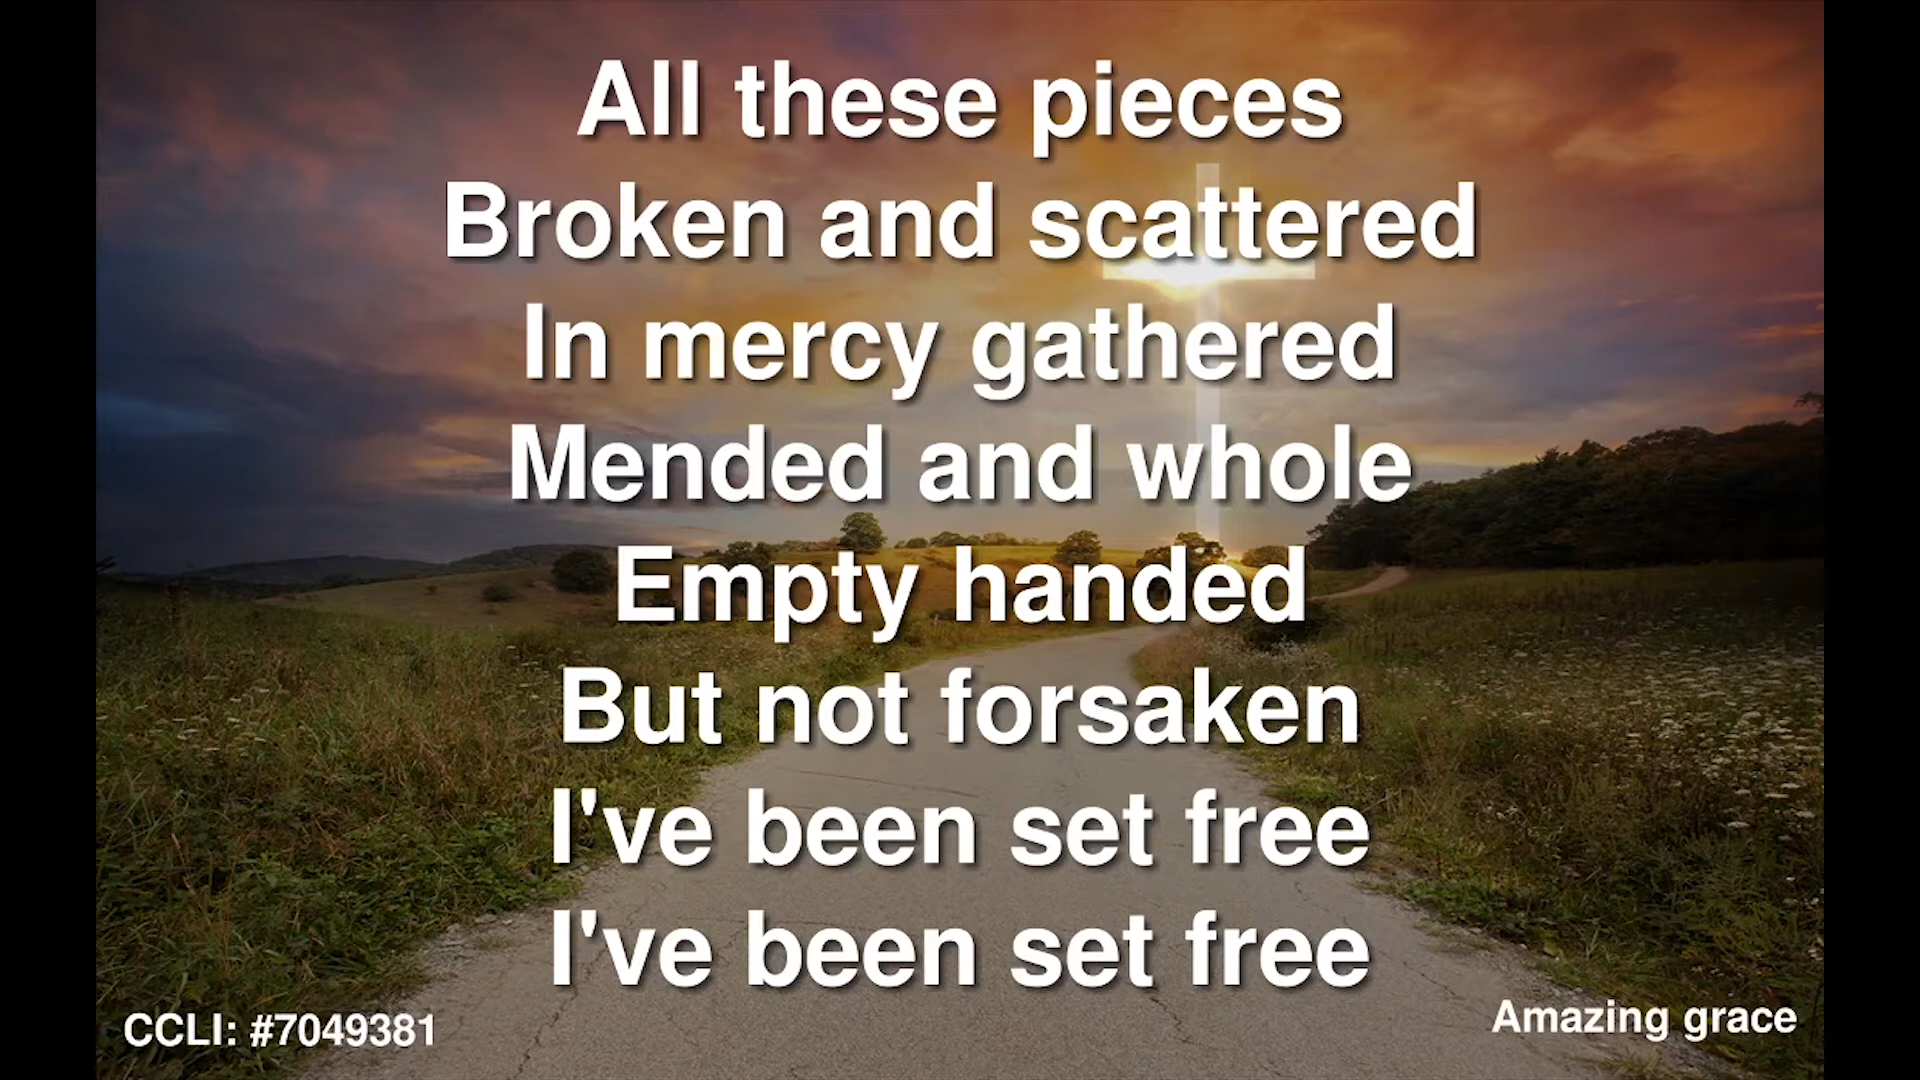 All these pieces
Broken and scattered
In mercy gathered
Mended and whole
Empty handed
But not forsaken
I've been set free
I've been set free
CCLI: #7049381
Amazing grace